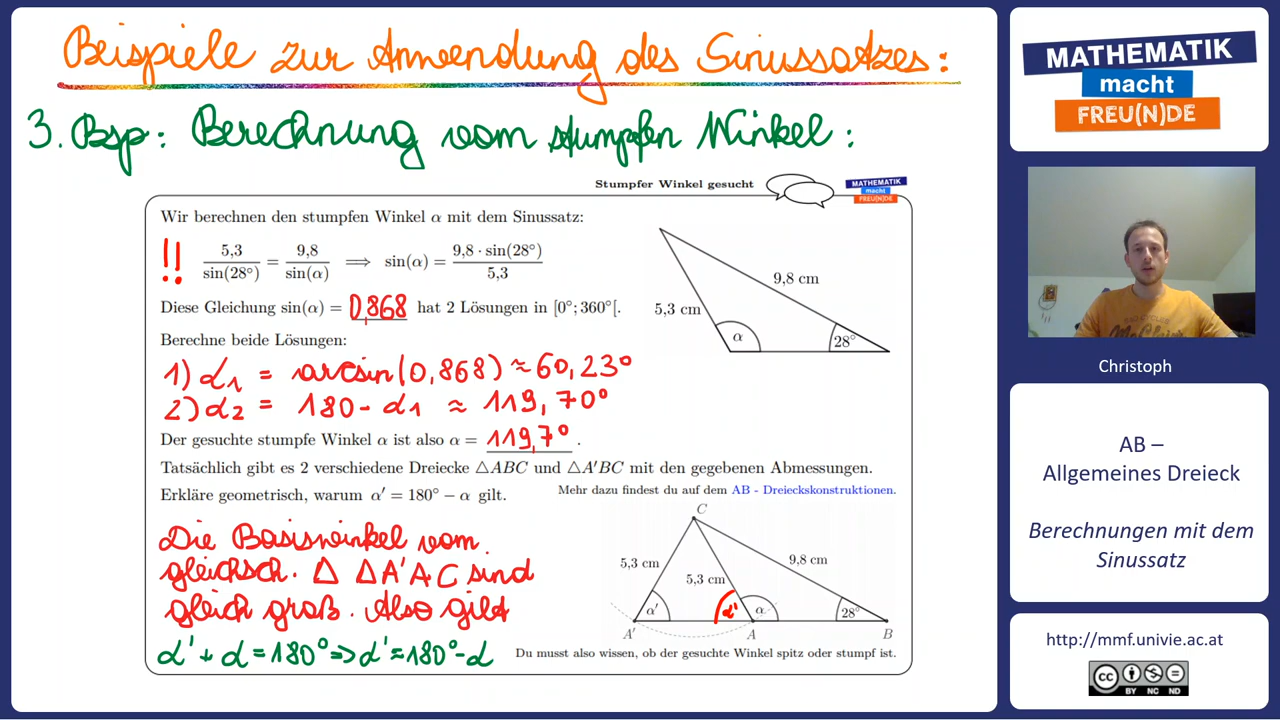 Beispiele zur Anwendung des Sinussatzes:
3. Bsp: Berechnung vom stumpfen Winkel:
Stumpfer Winkel gesucht
MATHEMATIK
macht
FREU(N)DE
Wir berechnen den stumpfen Winkel α mit dem Sinussatz:
!! 5,3/sin(28°) = 9,8/sin(α) ⟹ sin(α) = 9,8 · sin(28°)/5,3
Diese Gleichung sin(α) = 0,868 hat 2 Lösungen in [0°; 360°[.
Berechne beide Lösungen:
1) α₁ = arcsin(0,868) ≈ 60,23°
2) α₂ = 180 - α₁ ≈ 119,70°
Der gesuchte stumpfe Winkel α ist also α = 119,7°.
9,8 cm
5,3 cm
α
28°
Tatsächlich gibt es 2 verschiedene Dreiecke △ABC und △A′BC mit den gegebenen Abmessungen.
Erkläre geometrisch, warum α′ = 180° − α gilt.
Mehr dazu findest du auf dem AB - Dreieckskonstruktionen.
Die Basiswinkel vom
gleichsch. Δ ΔA'AC sind
gleich groß. Also gilt
α' + α = 180° ⇒ α' = 180° - α
C
5,3 cm
5,3 cm
9,8 cm
α′
α'
α
28°
A′
A
B
Du musst also wissen, ob der gesuchte Winkel spitz oder stumpf ist.
MATHEMATIK
macht
FREU(N)DE
Christoph
AB –
Allgemeines Dreieck
Berechnungen mit dem
Sinussatz
http://mmf.univie.ac.at
cc
BY NC ND